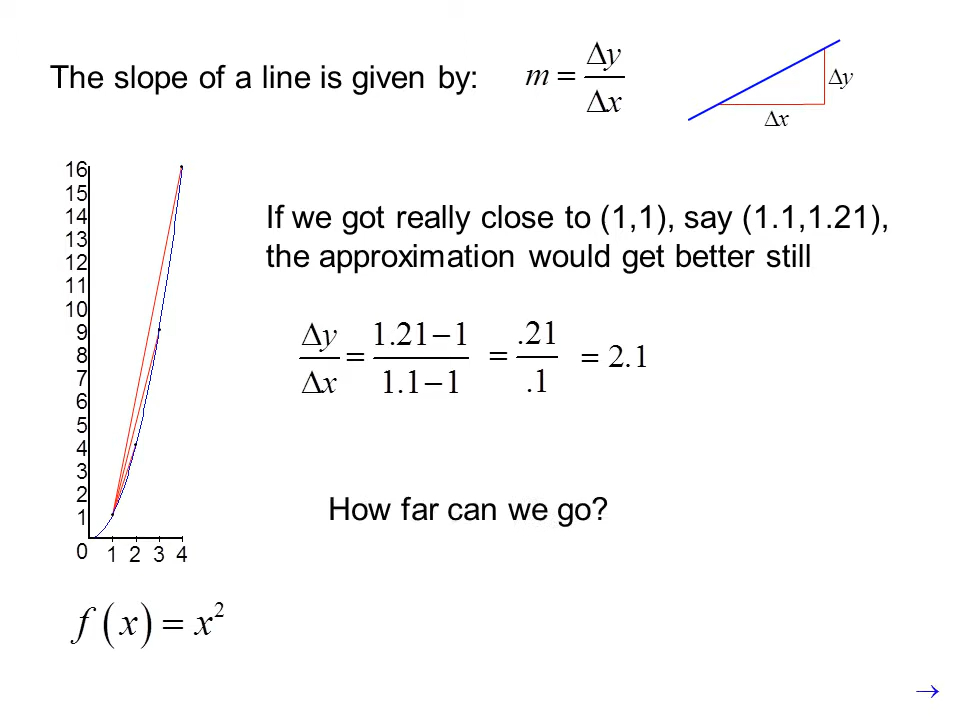 The slope of a line is given by: m = Δy/Δx
Δy
Δx
16
15
14
13
12
11
10
9
8
7
6
5
4
3
2
1
0
1 2 3 4
If we got really close to (1,1), say (1.1,1.21),
the approximation would get better still
Δy/Δx = 1.21−1/1.1−1 = .21/.1 = 2.1
How far can we go?
f(x) = x²
→